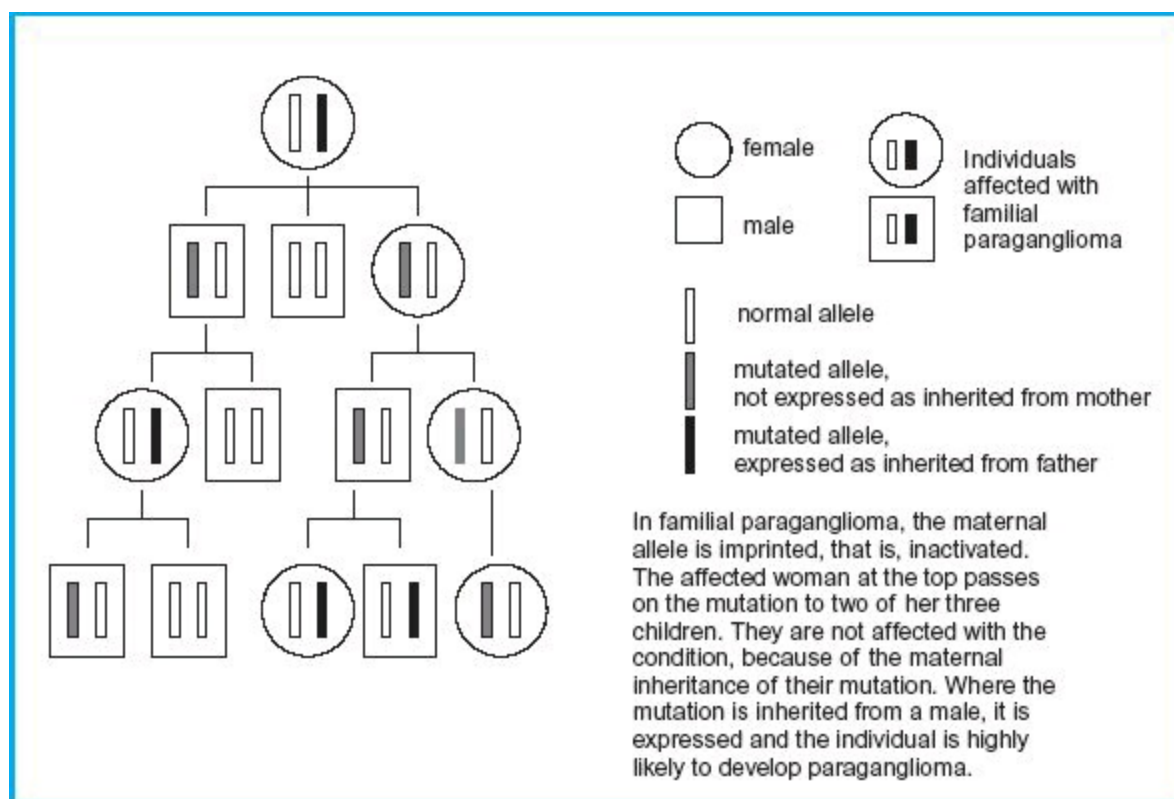 female
male
Individuals
affected with
familial
paraganglioma
normal allele
mutated allele,
not expressed as inherited from mother
mutated allele,
expressed as inherited from father
In familial paraganglioma, the maternal
allele is imprinted, that is, inactivated.
The affected woman at the top passes
on the mutation to two of her three
children. They are not affected with the
condition, because of the maternal
inheritance of their mutation. Where the
mutation is inherited from a male, it is
expressed and the individual is highly
likely to develop paraganglioma.